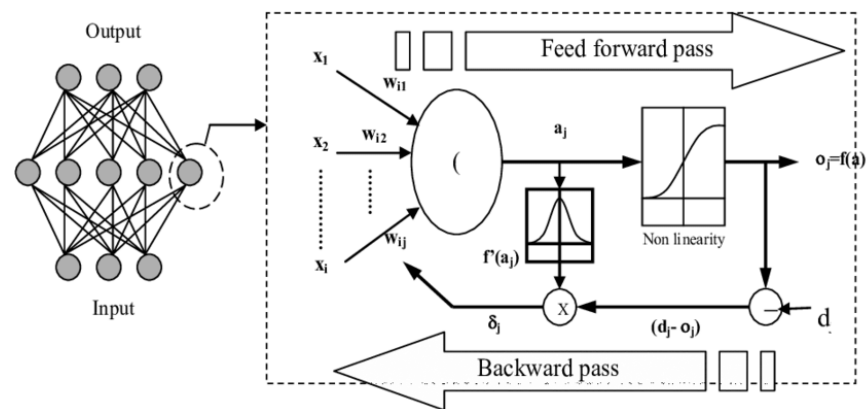 Output
Input
Feed forward pass
x1
wi1
x2
wi2
wij
xi
(
aj
f'(aj)
Non linearity
oj=f(a)
X
δj
(dj- oj)
–
d
Backward pass